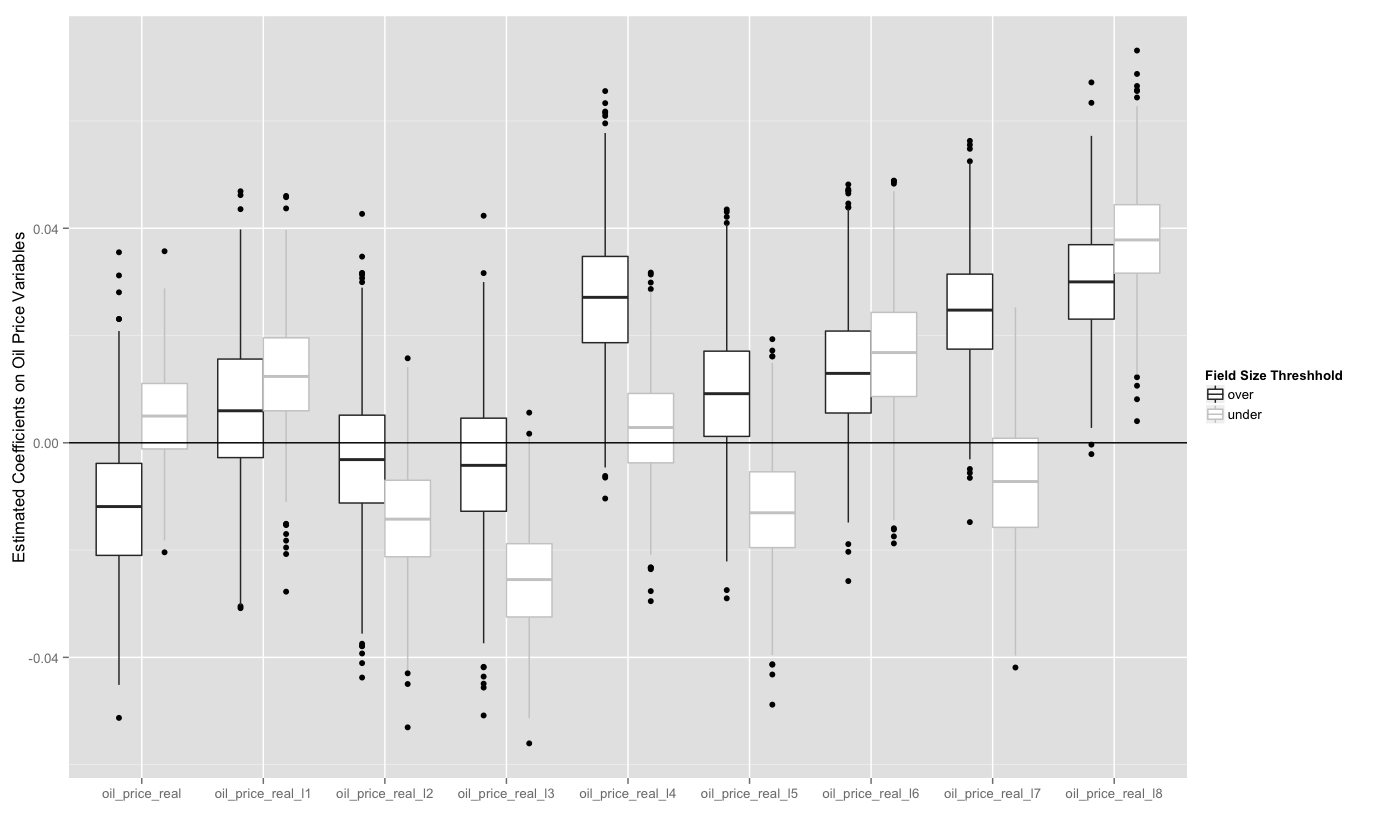 Estimated Coefficients on Oil Price Variables
0.04
0.00
-0.04
oil_price_real oil_price_real_l1 oil_price_real_l2 oil_price_real_l3 oil_price_real_l4 oil_price_real_l5 oil_price_real_l6 oil_price_real_l7 oil_price_real_l8
Field Size Threshhold
over
under